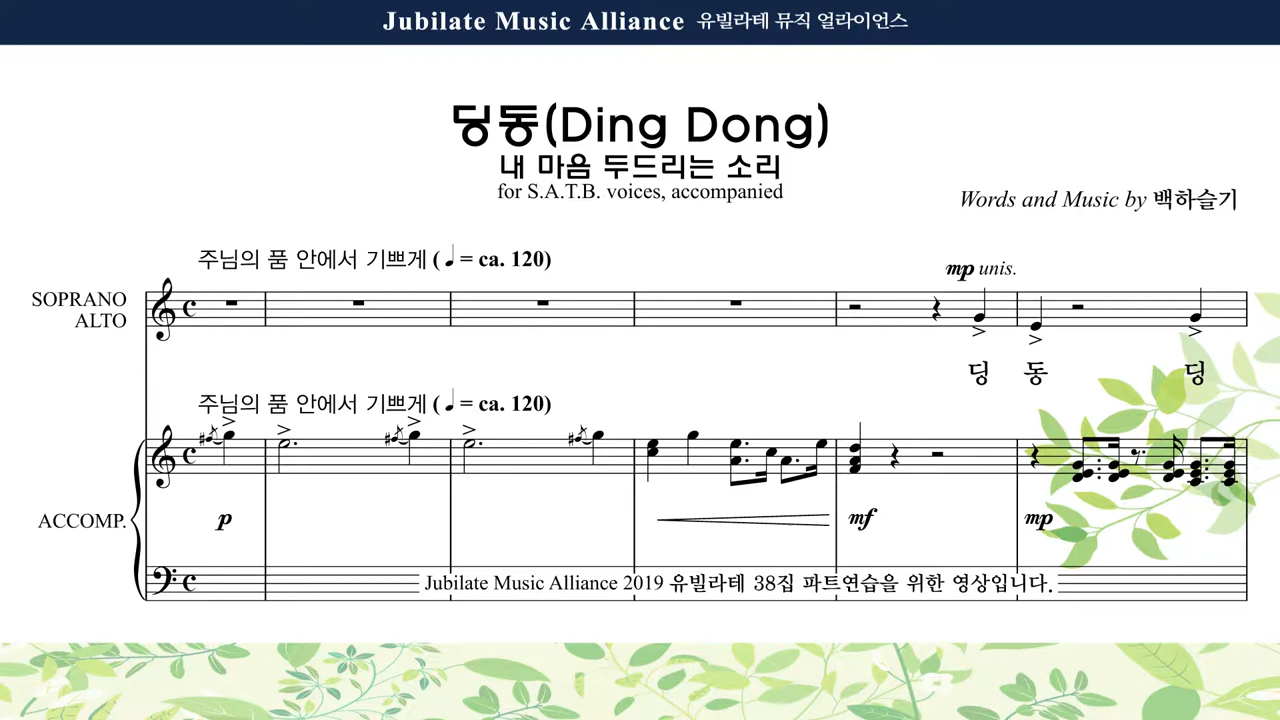 Jubilate Music Alliance 유빌라테 뮤직 얼라이언스
딩동(Ding Dong)
내 마음 두드리는 소리
for S.A.T.B. voices, accompanied
Words and Music by 백하슬기
주님의 품 안에서 기쁘게 (♩= ca. 120)
mp unis.
SOPRANO
ALTO
딩 동 딩
주님의 품 안에서 기쁘게 (♩= ca. 120)
ACCOMP.
p mf mp
Jubilate Music Alliance 2019 유빌라테 38집 파트연습을 위한 영상입니다.